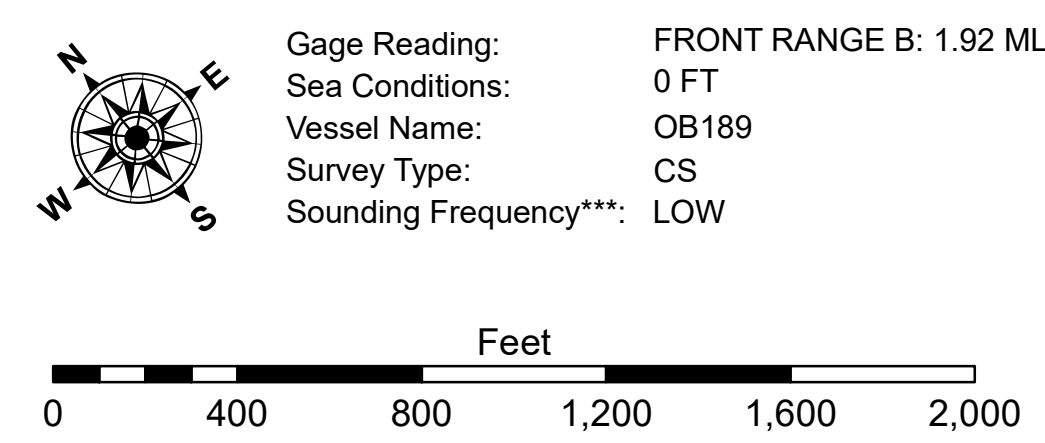 N
E
W
S
Gage Reading: FRONT RANGE B: 1.92 ML
Sea Conditions: 0 FT
Vessel Name: OB189
Survey Type: CS
Sounding Frequency***: LOW
Feet
0 400 800 1,200 1,600 2,000